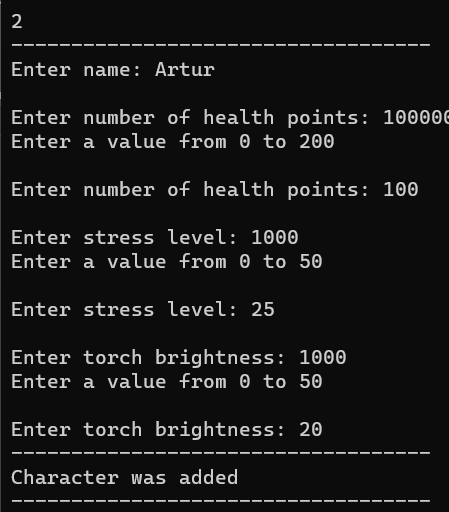 2
-----------------------------------
Enter name: Artur
Enter number of health points: 100000
Enter a value from 0 to 200
Enter number of health points: 100
Enter stress level: 1000
Enter a value from 0 to 50
Enter stress level: 25
Enter torch brightness: 1000
Enter a value from 0 to 50
Enter torch brightness: 20
-----------------------------------
Character was added
-----------------------------------